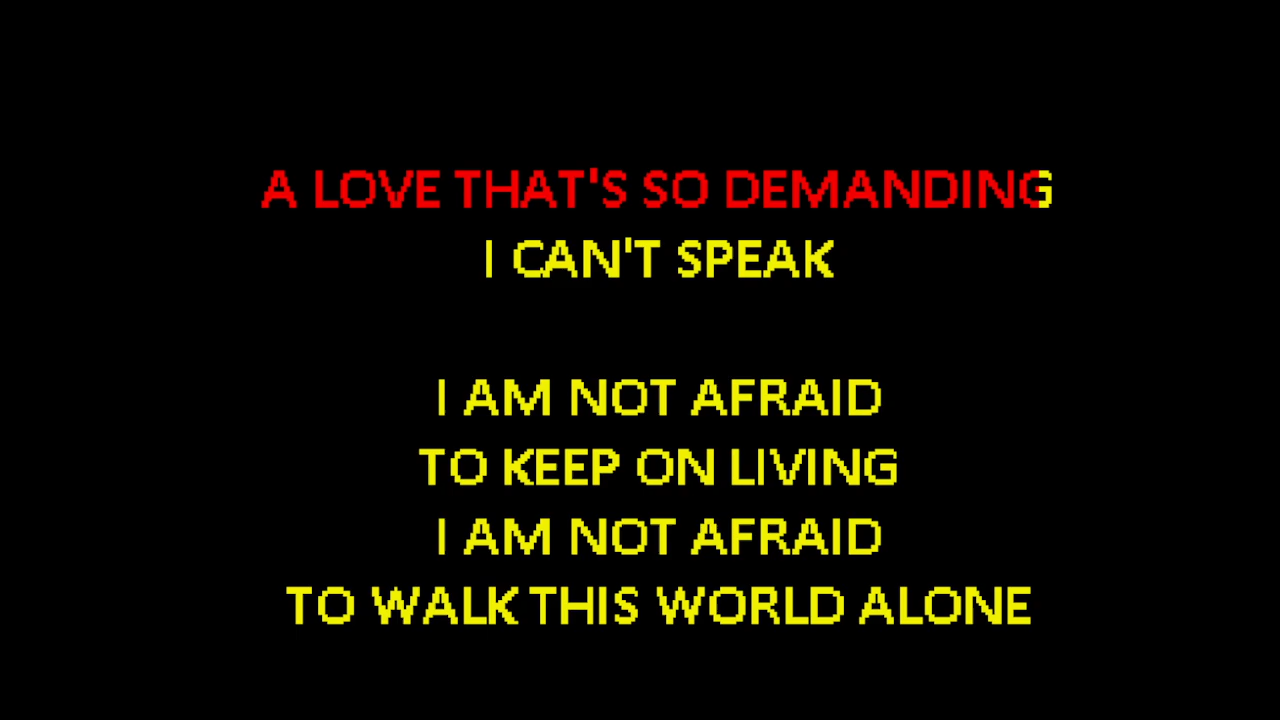 A LOVE THAT'S SO DEMANDING
I CAN'T SPEAK
I AM NOT AFRAID
TO KEEP ON LIVING
I AM NOT AFRAID
TO WALK THIS WORLD ALONE